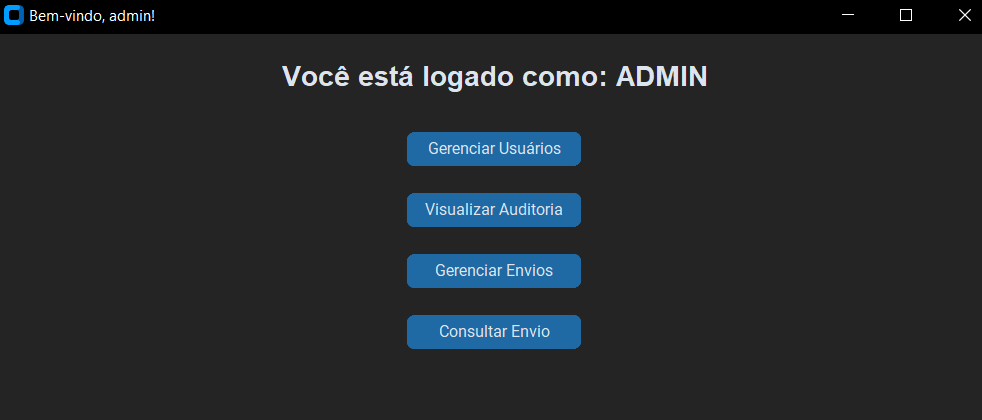 Bem-vindo, admin!
Você está logado como: ADMIN
Gerenciar Usuários
Visualizar Auditoria
Gerenciar Envios
Consultar Envio